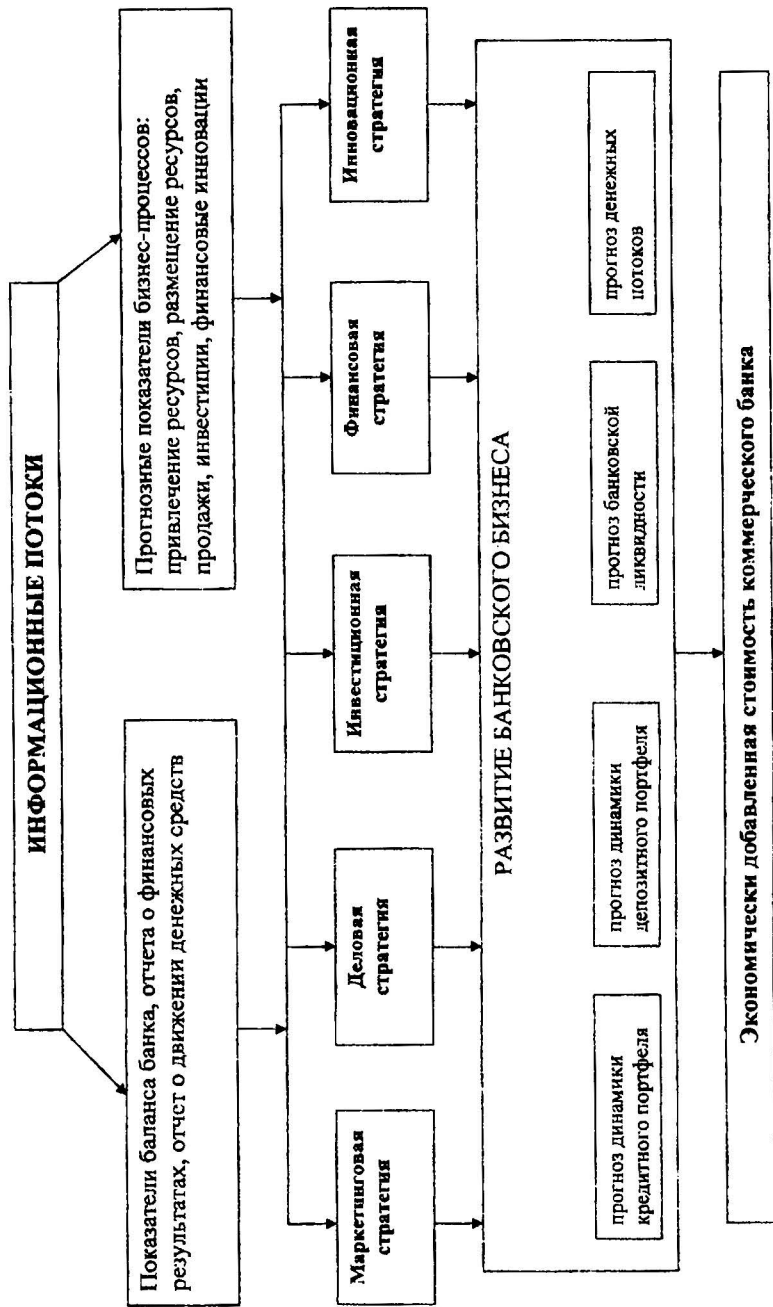 ИНФОРМАЦИОННЫЕ ПОТОКИ
Показатели баланса банка, отчета о финансовых
результатах, отчет о движении денежных средств
Прогнозные показатели бизнес-процессов:
привлечение ресурсов, размещение ресурсов,
продажи, инвестиции, финансовые инновации
Маркетинговая
стратегия
Деловая
стратегия
Инвестиционная
стратегия
Финансовая
стратегия
Инновационная
стратегия
РАЗВИТИЕ БАНКОВСКОГО БИЗНЕСА
прогноз динамики
кредитного портфеля
прогноз динамики
депозитного портфеля
прогноз банковской
ликвидности
прогноз денежных
потоков
Экономически добавленная стоимость коммерческого банка